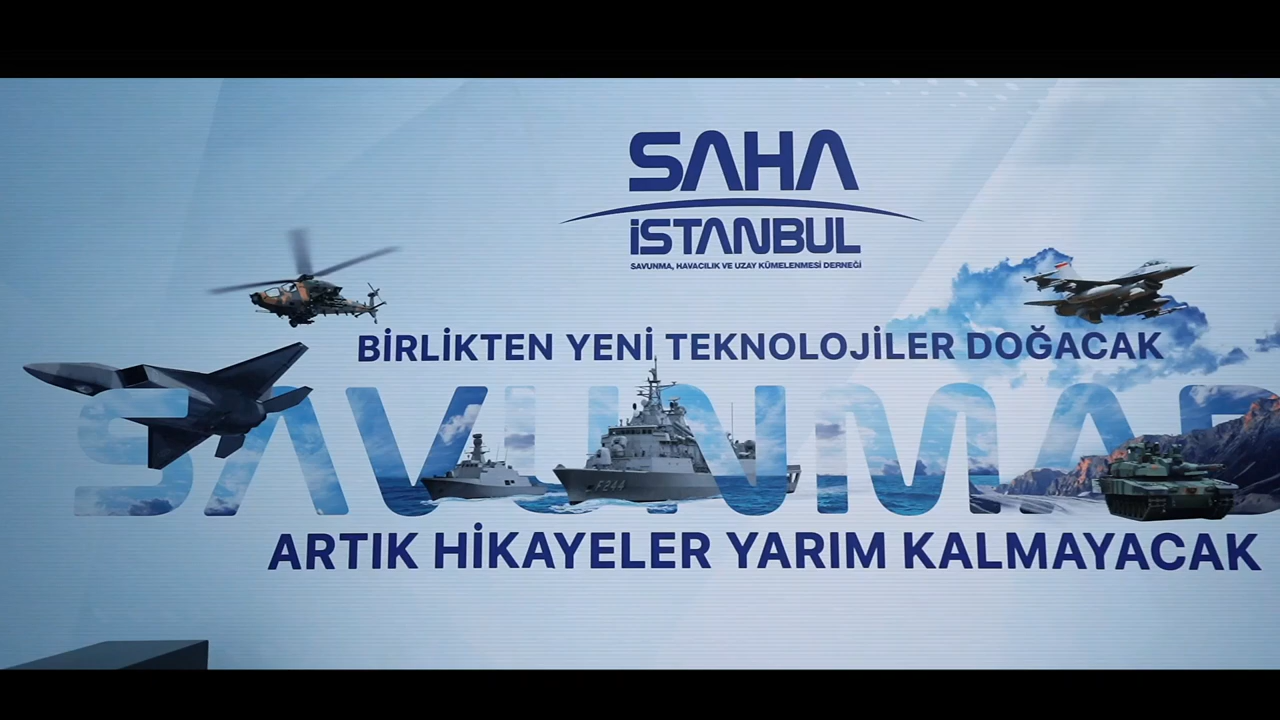 SAHA
İSTANBUL
SAVUNMA, HAVACILIK VE UZAY KÜMELENMESİ DERNEĞİ
BİRLİKTEN YENİ TEKNOLOJİLER DOĞACAK
F244
ARTIK HİKAYELER YARIM KALMAYACAK